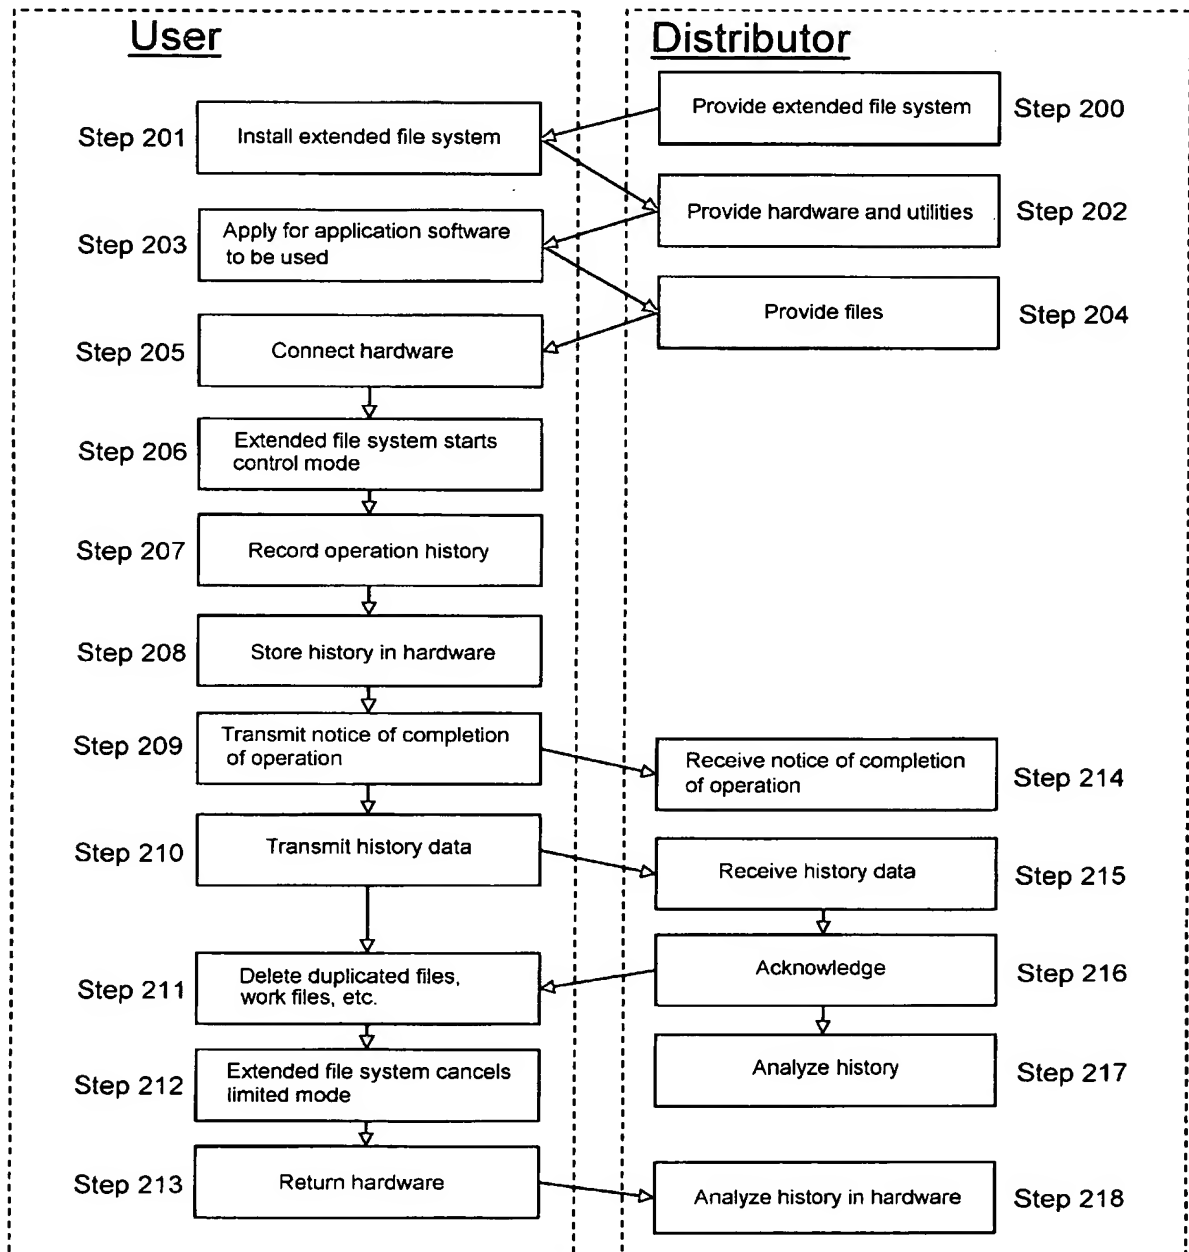 User
Distributor
Provide extended file system
Step 200
Step 201
Install extended file system
Provide hardware and utilities
Step 202
Step 203
Apply for application software
to be used
Provide files
Step 204
Step 205
Connect hardware
Step 206
Extended file system starts
control mode
Step 207
Record operation history
Step 208
Store history in hardware
Step 209
Transmit notice of completion
of operation
Receive notice of completion
of operation
Step 214
Step 210
Transmit history data
Receive history data
Step 215
Acknowledge
Step 216
Step 211
Delete duplicated files,
work files, etc.
Analyze history
Step 217
Step 212
Extended file system cancels
limited mode
Step 213
Return hardware
Analyze history in hardware
Step 218